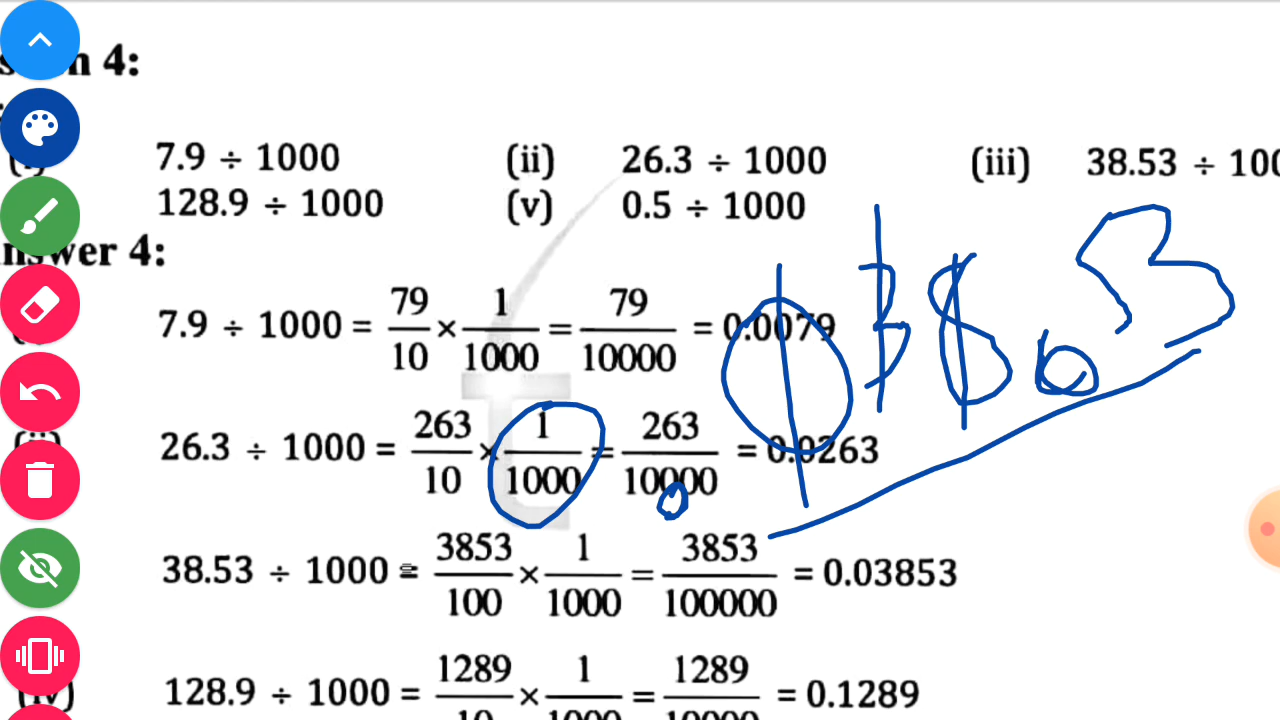 n 4:
7.9 ÷ 1000 (ii) 26.3 ÷ 1000 (iii) 38.53 ÷ 100
128.9 ÷ 1000 (v) 0.5 ÷ 1000
nswer 4:
7.9 ÷ 1000 = 79/10 × 1/1000 = 79/10000 = 0.0079
(ii) 26.3 ÷ 1000 = 263/10 × 1/1000 = 263/10000 = 0.0263
38.53 ÷ 1000 = 3853/100 × 1/1000 = 3853/100000 = 0.03853
(iv) 128.9 ÷ 1000 = 1289/10 × 1/1000 = 1289/10000 = 0.1289